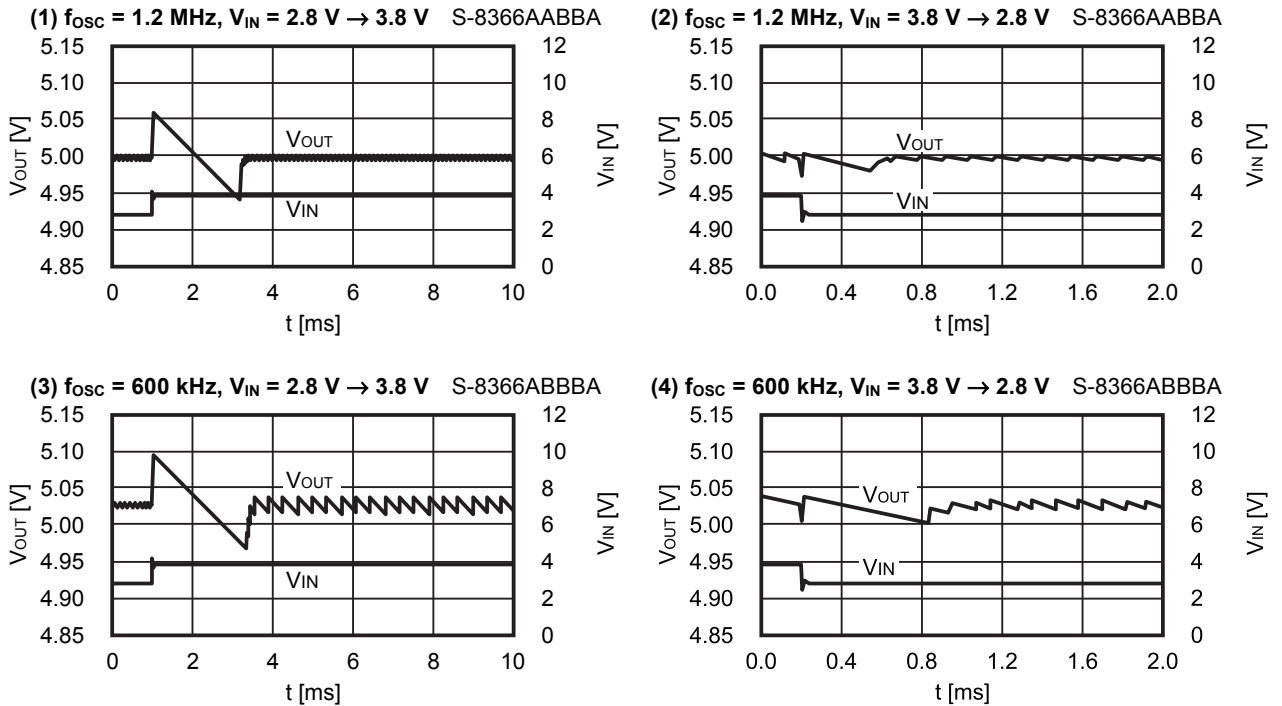 (1) fOSC = 1.2 MHz, VIN = 2.8 V → 3.8 V S-8366AABBA
5.15
5.10
5.05
5.00
4.95
4.90
4.85
VOUT [V]
VOUT
VIN
12
10
8
6
4
2
0
VIN [V]
0 2 4 6 8 10
t [ms]
(2) fOSC = 1.2 MHz, VIN = 3.8 V → 2.8 V S-8366AABBA
5.15
5.10
5.05
5.00
4.95
4.90
4.85
VOUT [V]
VOUT
VIN
12
10
8
6
4
2
0
VIN [V]
0.0 0.4 0.8 1.2 1.6 2.0
t [ms]
(3) fOSC = 600 kHz, VIN = 2.8 V → 3.8 V S-8366ABBBA
5.15
5.10
5.05
5.00
4.95
4.90
4.85
VOUT [V]
VOUT
VIN
12
10
8
6
4
2
0
VIN [V]
0 2 4 6 8 10
t [ms]
(4) fOSC = 600 kHz, VIN = 3.8 V → 2.8 V S-8366ABBBA
5.15
5.10
5.05
5.00
4.95
4.90
4.85
VOUT [V]
VOUT
VIN
12
10
8
6
4
2
0
VIN [V]
0.0 0.4 0.8 1.2 1.6 2.0
t [ms]